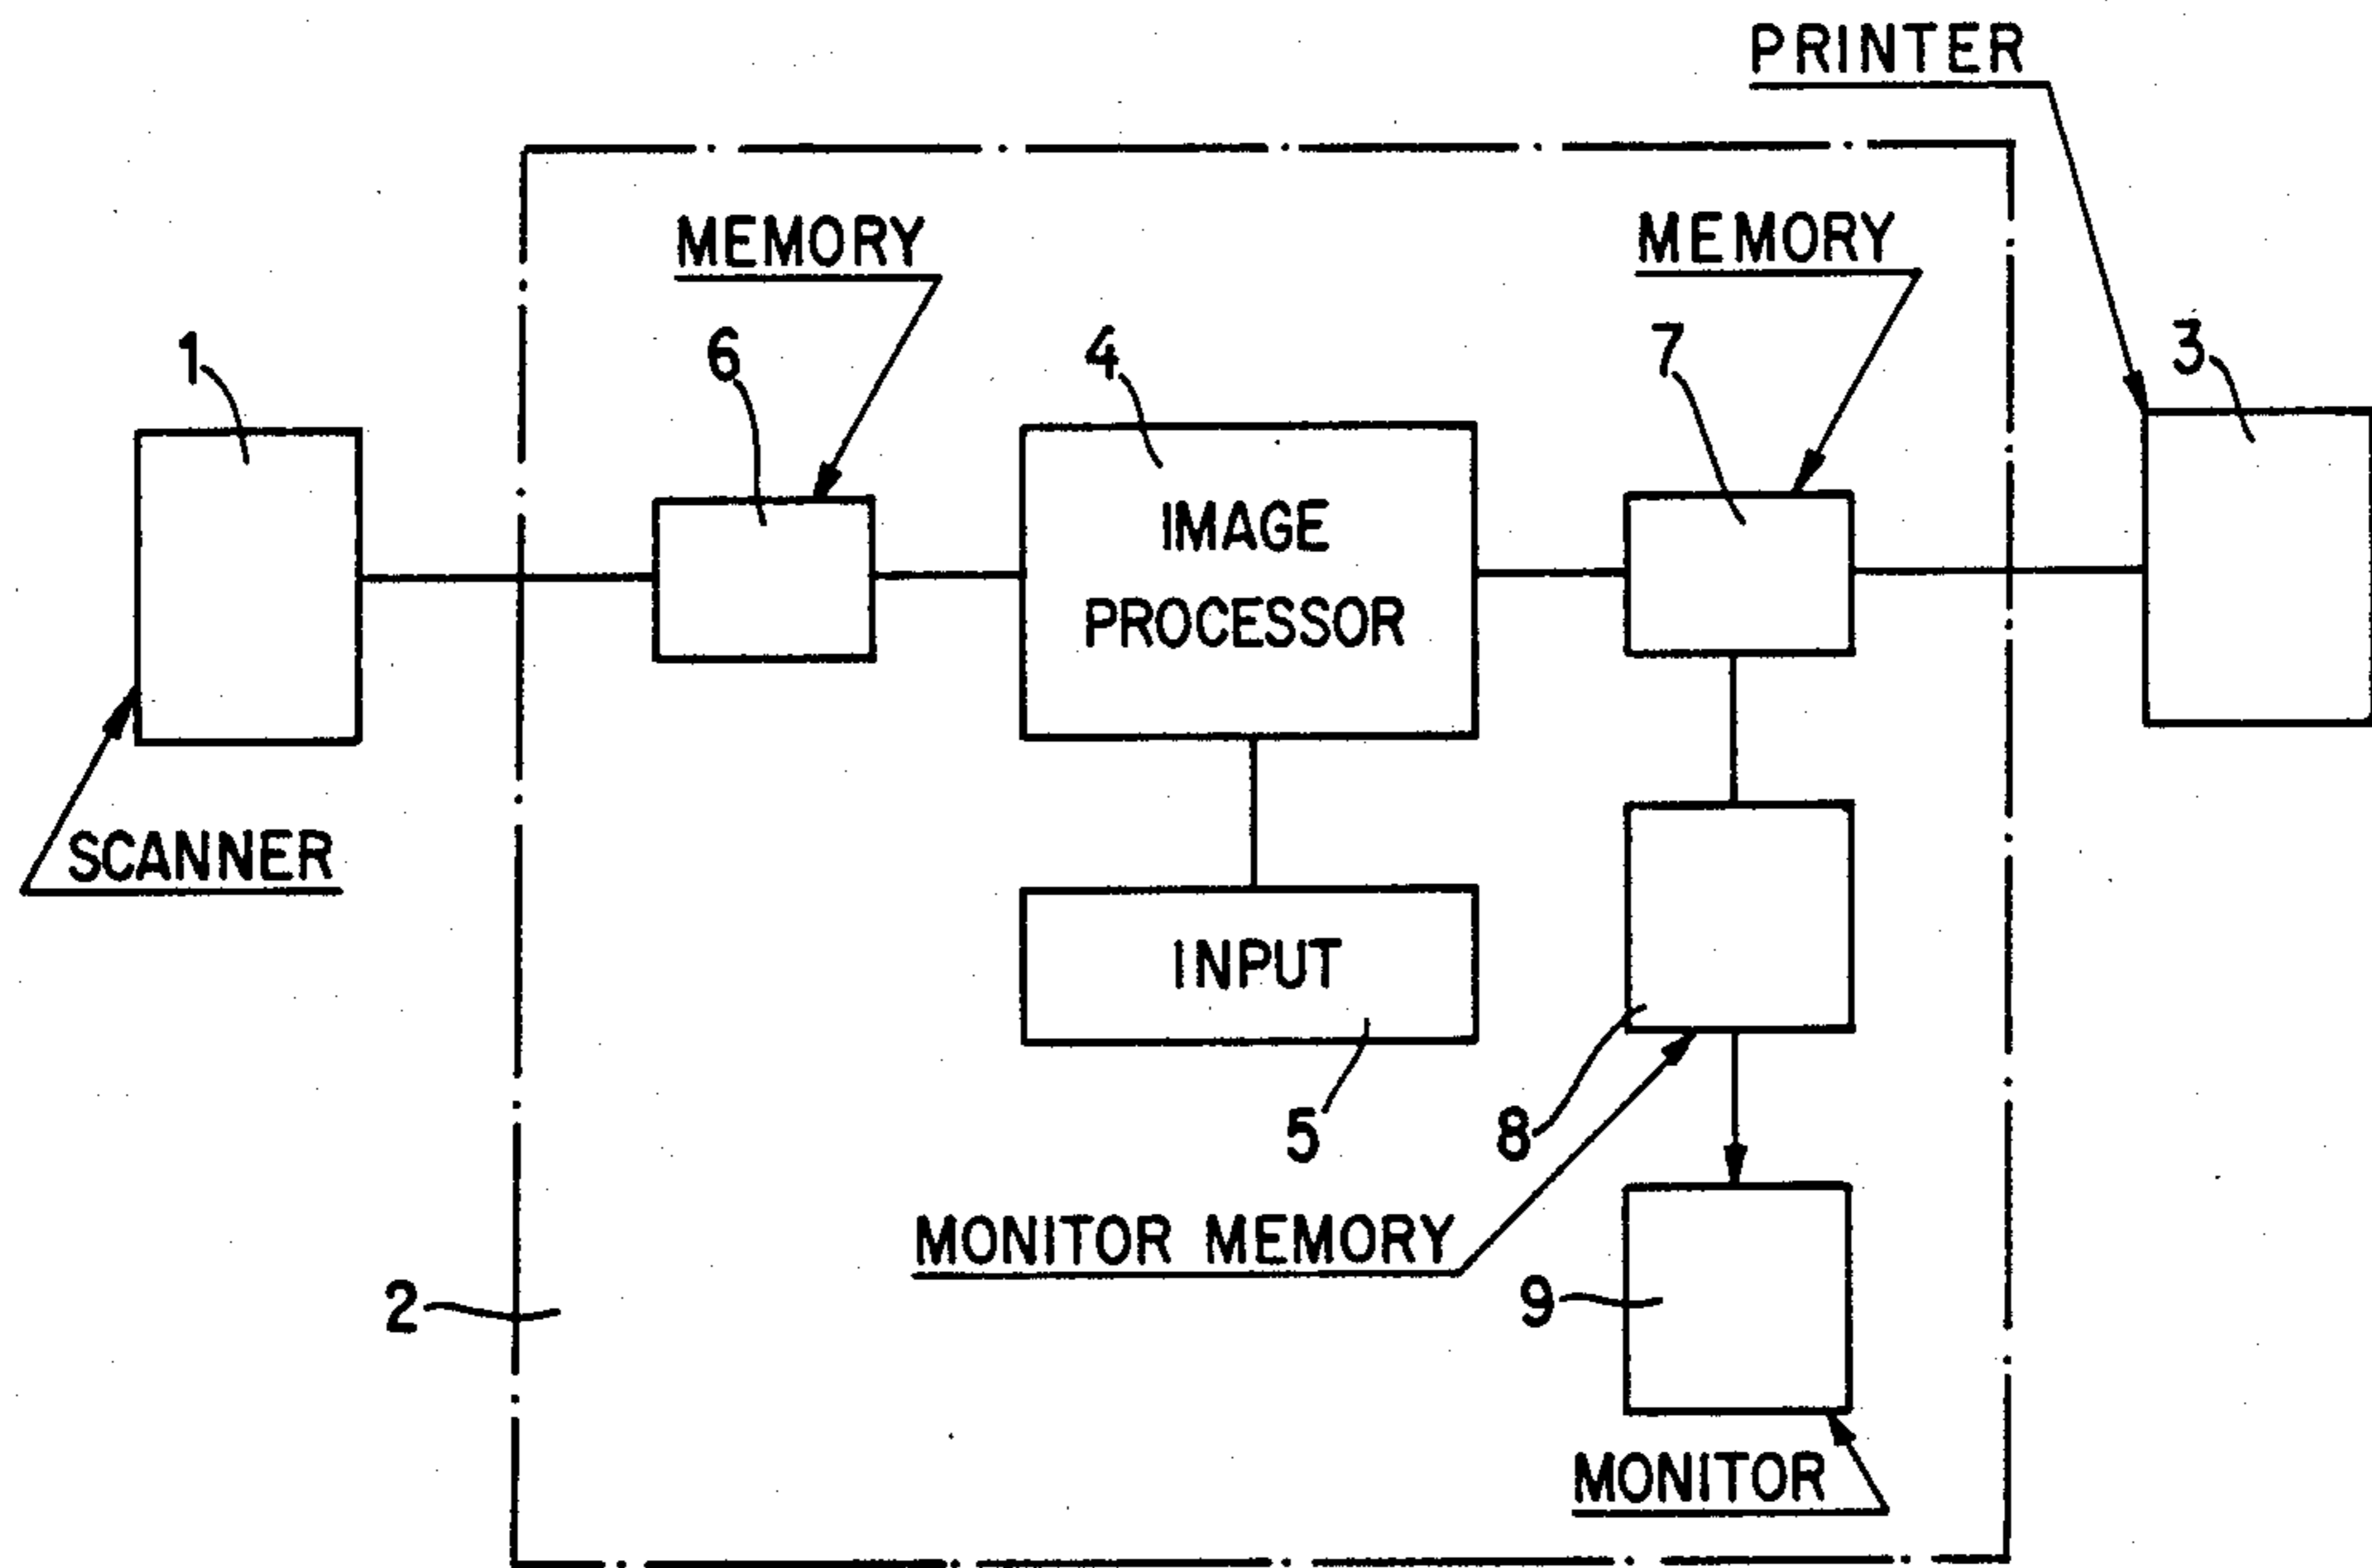 PRINTER
MEMORY
MEMORY
1
6
4
7
3
IMAGE
PROCESSOR
SCANNER
INPUT
5
8
MONITOR MEMORY
2
9
MONITOR